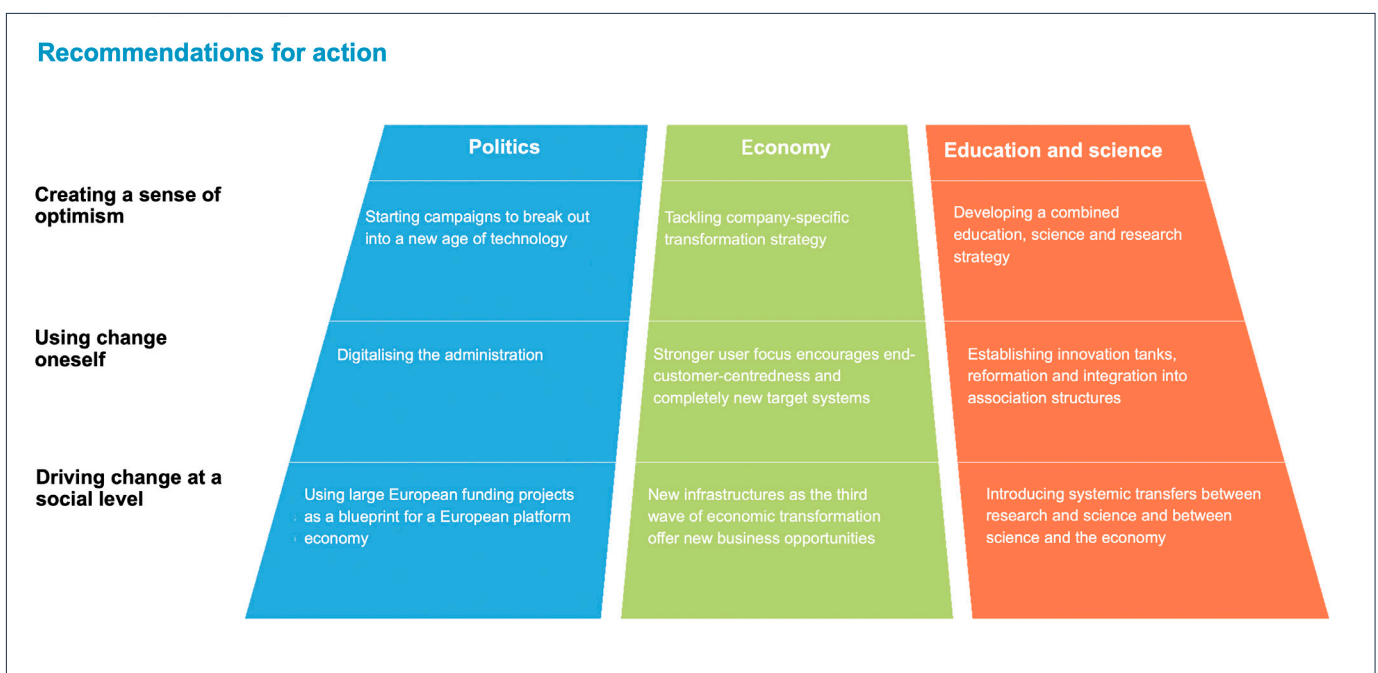 Recommendations for action
Politics
Economy
Education and science
Creating a sense of
optimism
Starting campaigns to break out
into a new age of technology
Tackling company-specific
transformation strategy
Developing a combined
education, science and research
strategy
Using change
oneself
Digitalising the administration
Stronger user focus encourages end-
customer-centredness and
completely new target systems
Establishing innovation tanks,
reformation and integration into
association structures
Driving change at a
social level
Using large European funding projects
as a blueprint for a European platform
economy
New infrastructures as the third
wave of economic transformation
offer new business opportunities
Introducing systemic transfers between
research and science and between
science and the economy